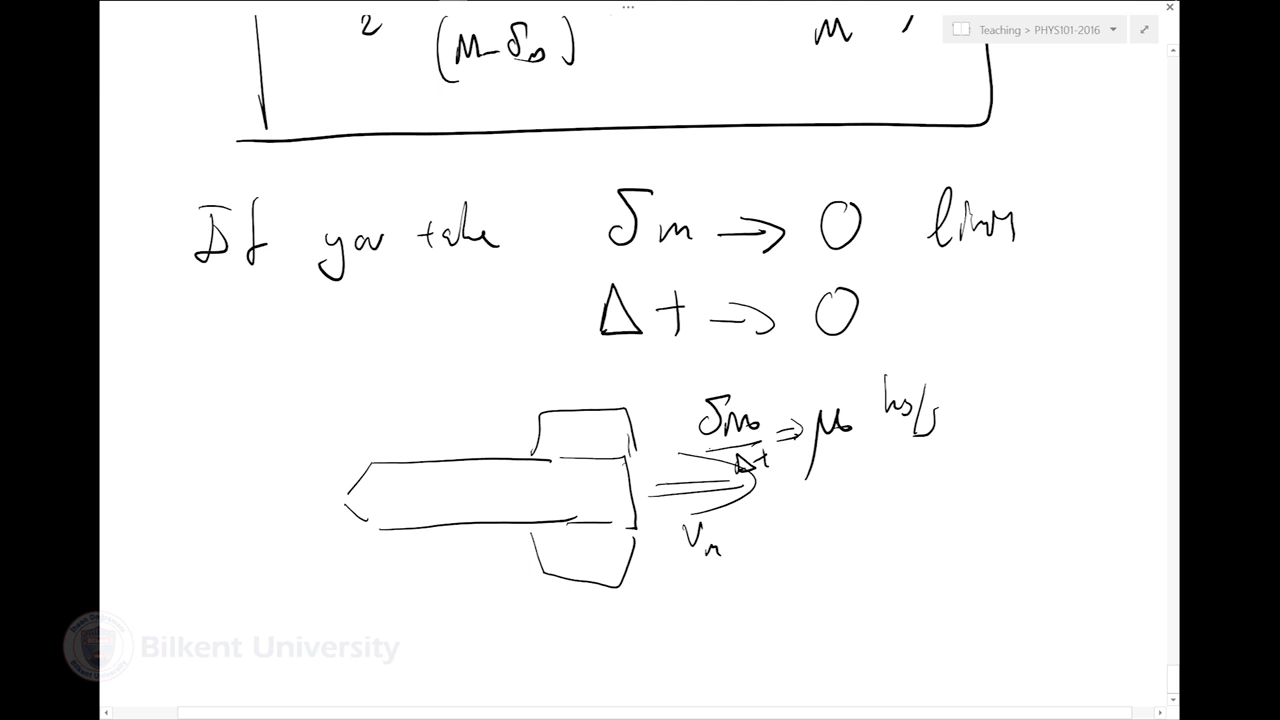 2 (M-δm) M
Teaching > PHYS101-2016
If you take δm → 0 limit
Δt → 0
δm/Δt ⇒ μ kg/s
Vr
Bilkent University